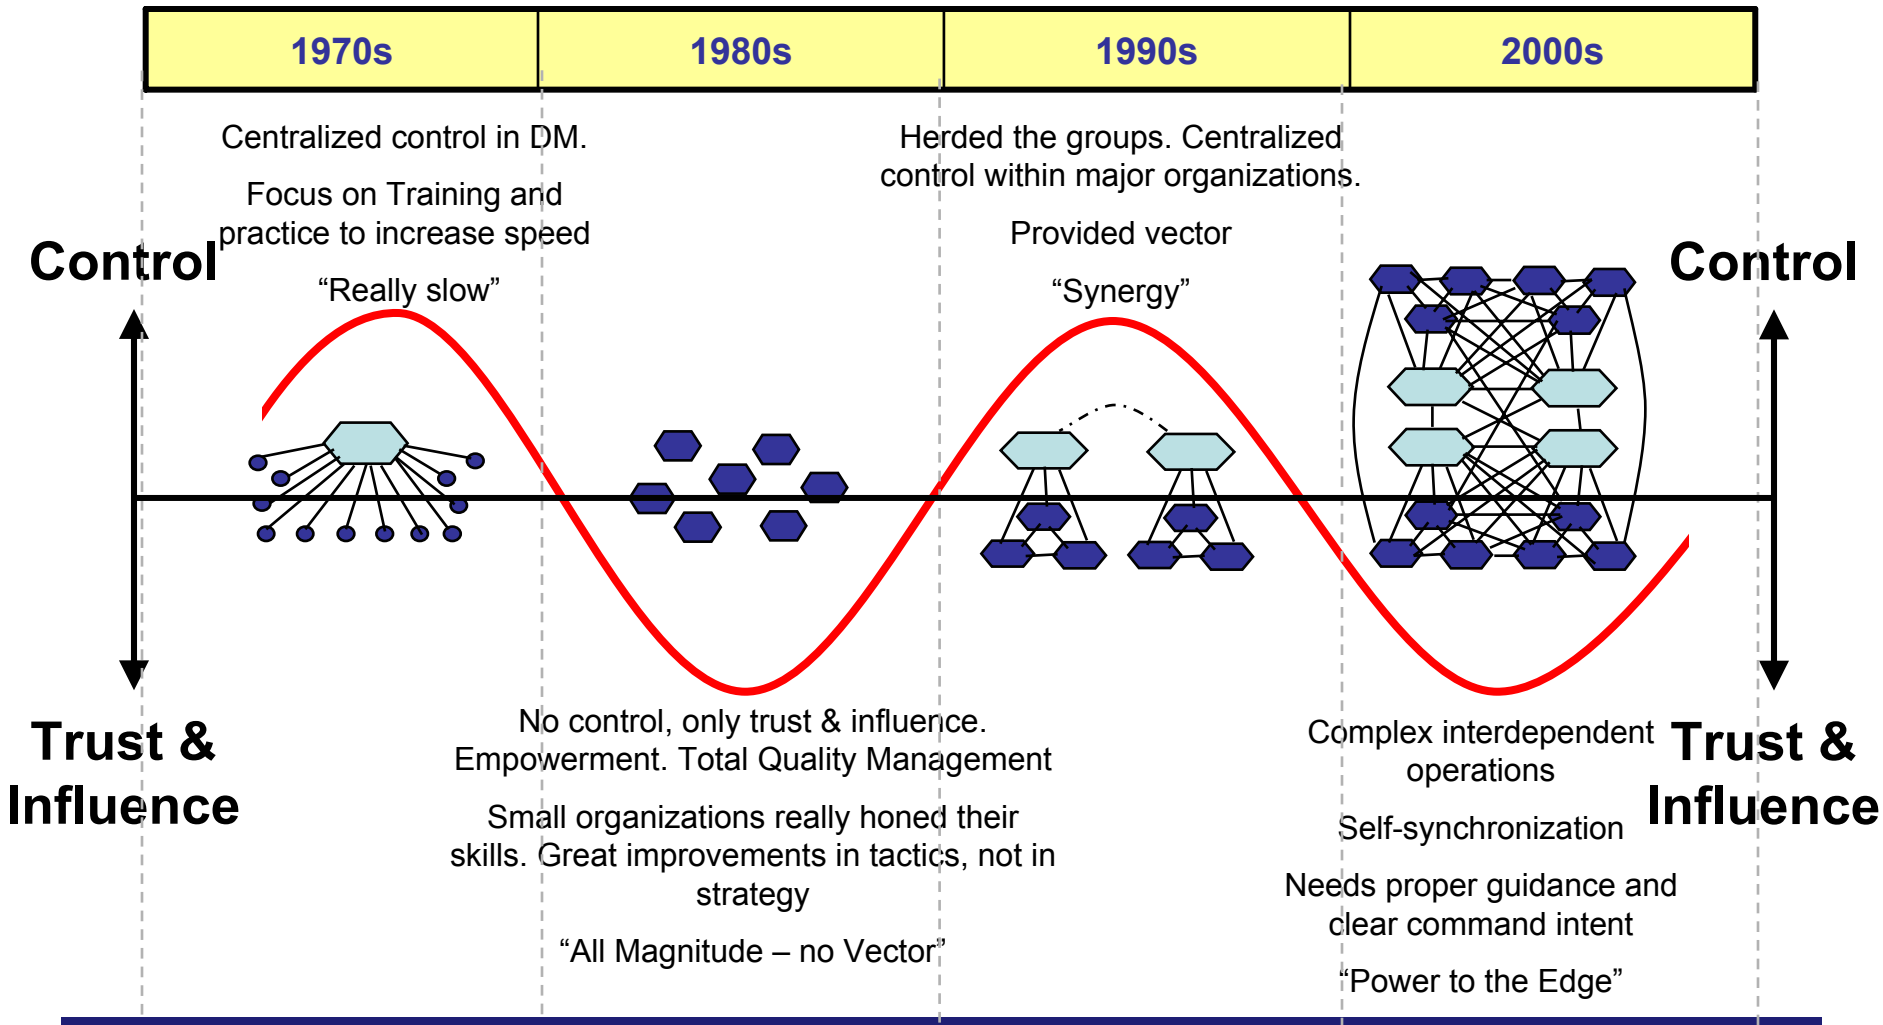 1970s
1980s
1990s
2000s
Centralized control in DM.
Focus on Training and
practice to increase speed
“Really slow”
Herded the groups. Centralized
control within major organizations.
Provided vector
“Synergy”
Control
Control
Trust &
Influence
No control, only trust & influence.
Empowerment. Total Quality Management
Small organizations really honed their
skills. Great improvements in tactics, not in
strategy
“All Magnitude – no Vector”
Complex interdependent
operations
Self-synchronization
Needs proper guidance and
clear command intent
“Power to the Edge”
Trust &
Influence